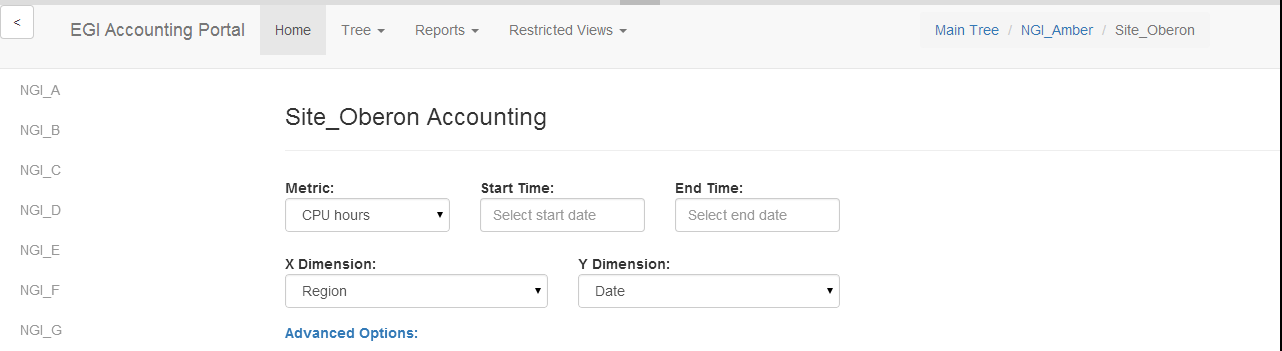 <
EGI Accounting Portal Home Tree Reports Restricted Views Main Tree / NGI_Amber / Site_Oberon
NGI_A
NGI_B
NGI_C
NGI_D
NGI_E
NGI_F
NGI_G
Site_Oberon Accounting
Metric: Start Time: End Time:
CPU hours Select start date Select end date
X Dimension: Y Dimension:
Region Date
Advanced Options: